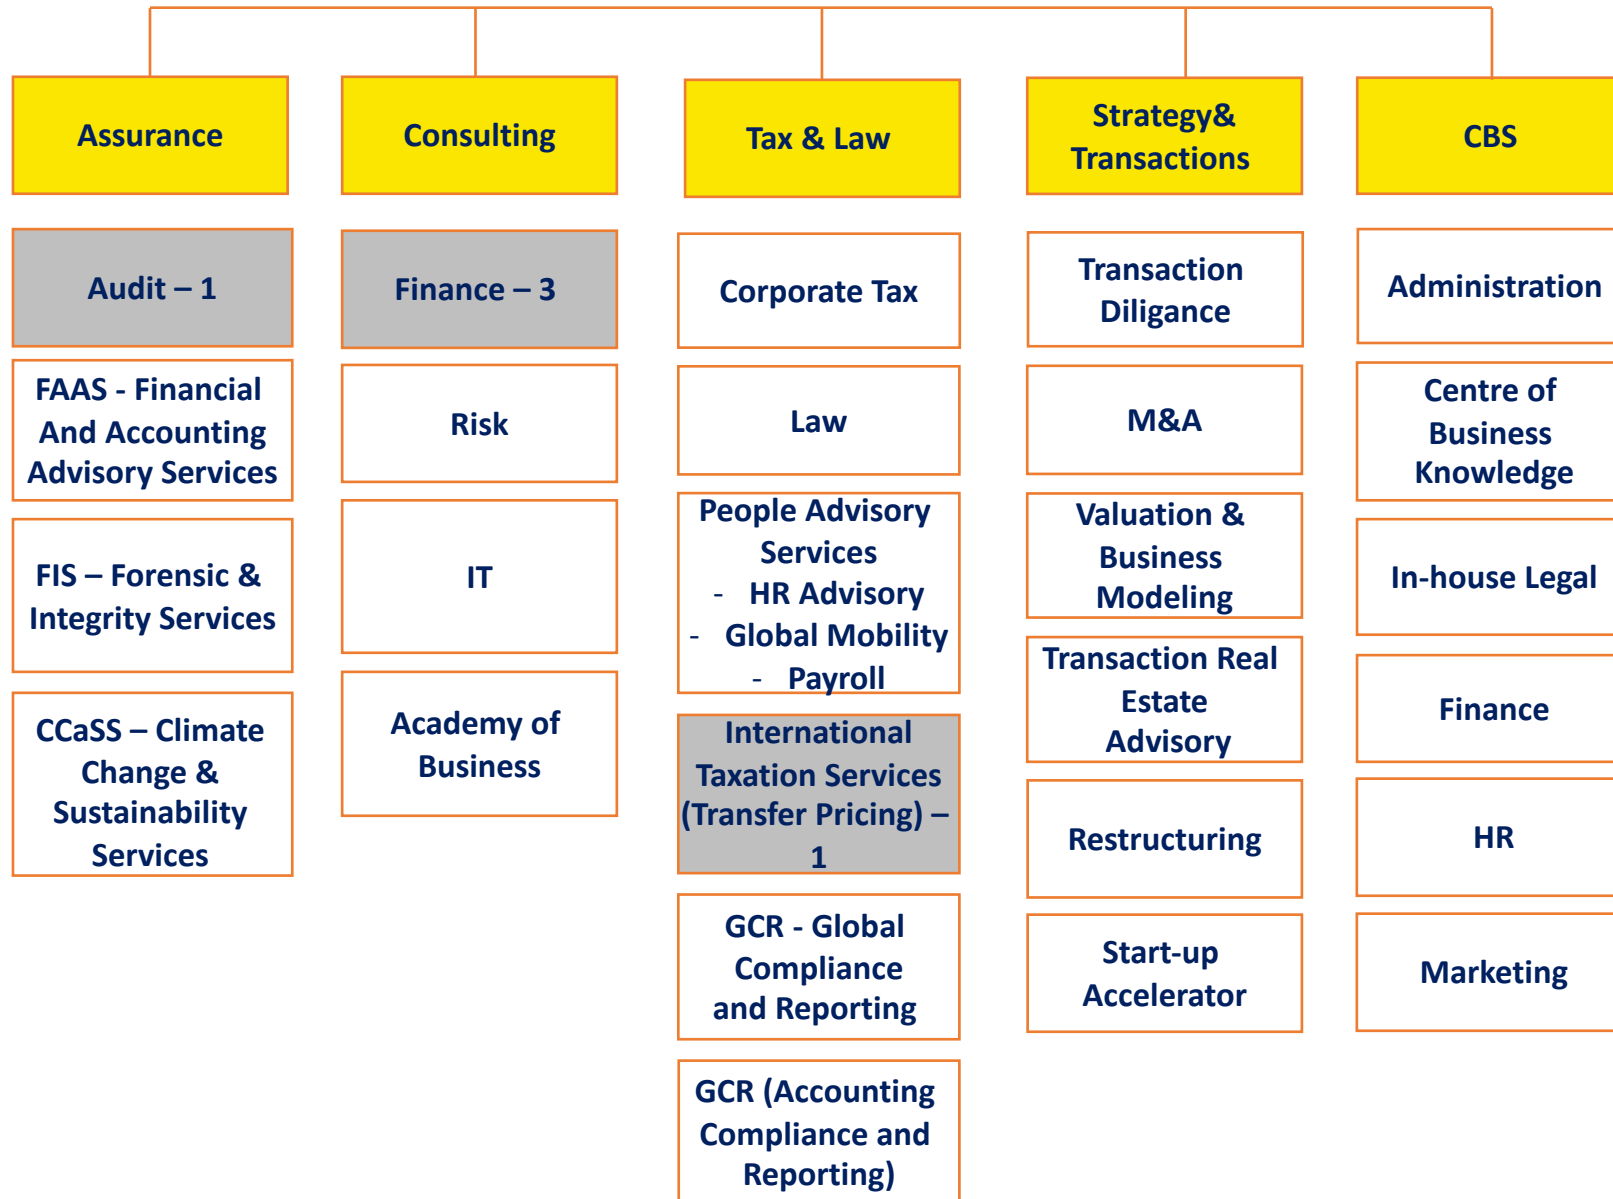 Assurance
Consulting
Tax & Law
Strategy&
Transactions
CBS
Audit – 1
FAAS - Financial
And Accounting
Advisory Services
FIS – Forensic &
Integrity Services
CCaSS – Climate
Change &
Sustainability
Services
Finance – 3
Risk
IT
Academy of
Business
Corporate Tax
Law
People Advisory
Services
- HR Advisory
- Global Mobility
- Payroll
International
Taxation Services
(Transfer Pricing) –
1
GCR - Global
Compliance
and Reporting
GCR (Accounting
Compliance and
Reporting)
Transaction
Diligance
M&A
Valuation &
Business
Modeling
Transaction Real
Estate
Advisory
Restructuring
Start-up
Accelerator
Administration
Centre of
Business
Knowledge
In-house Legal
Finance
HR
Marketing